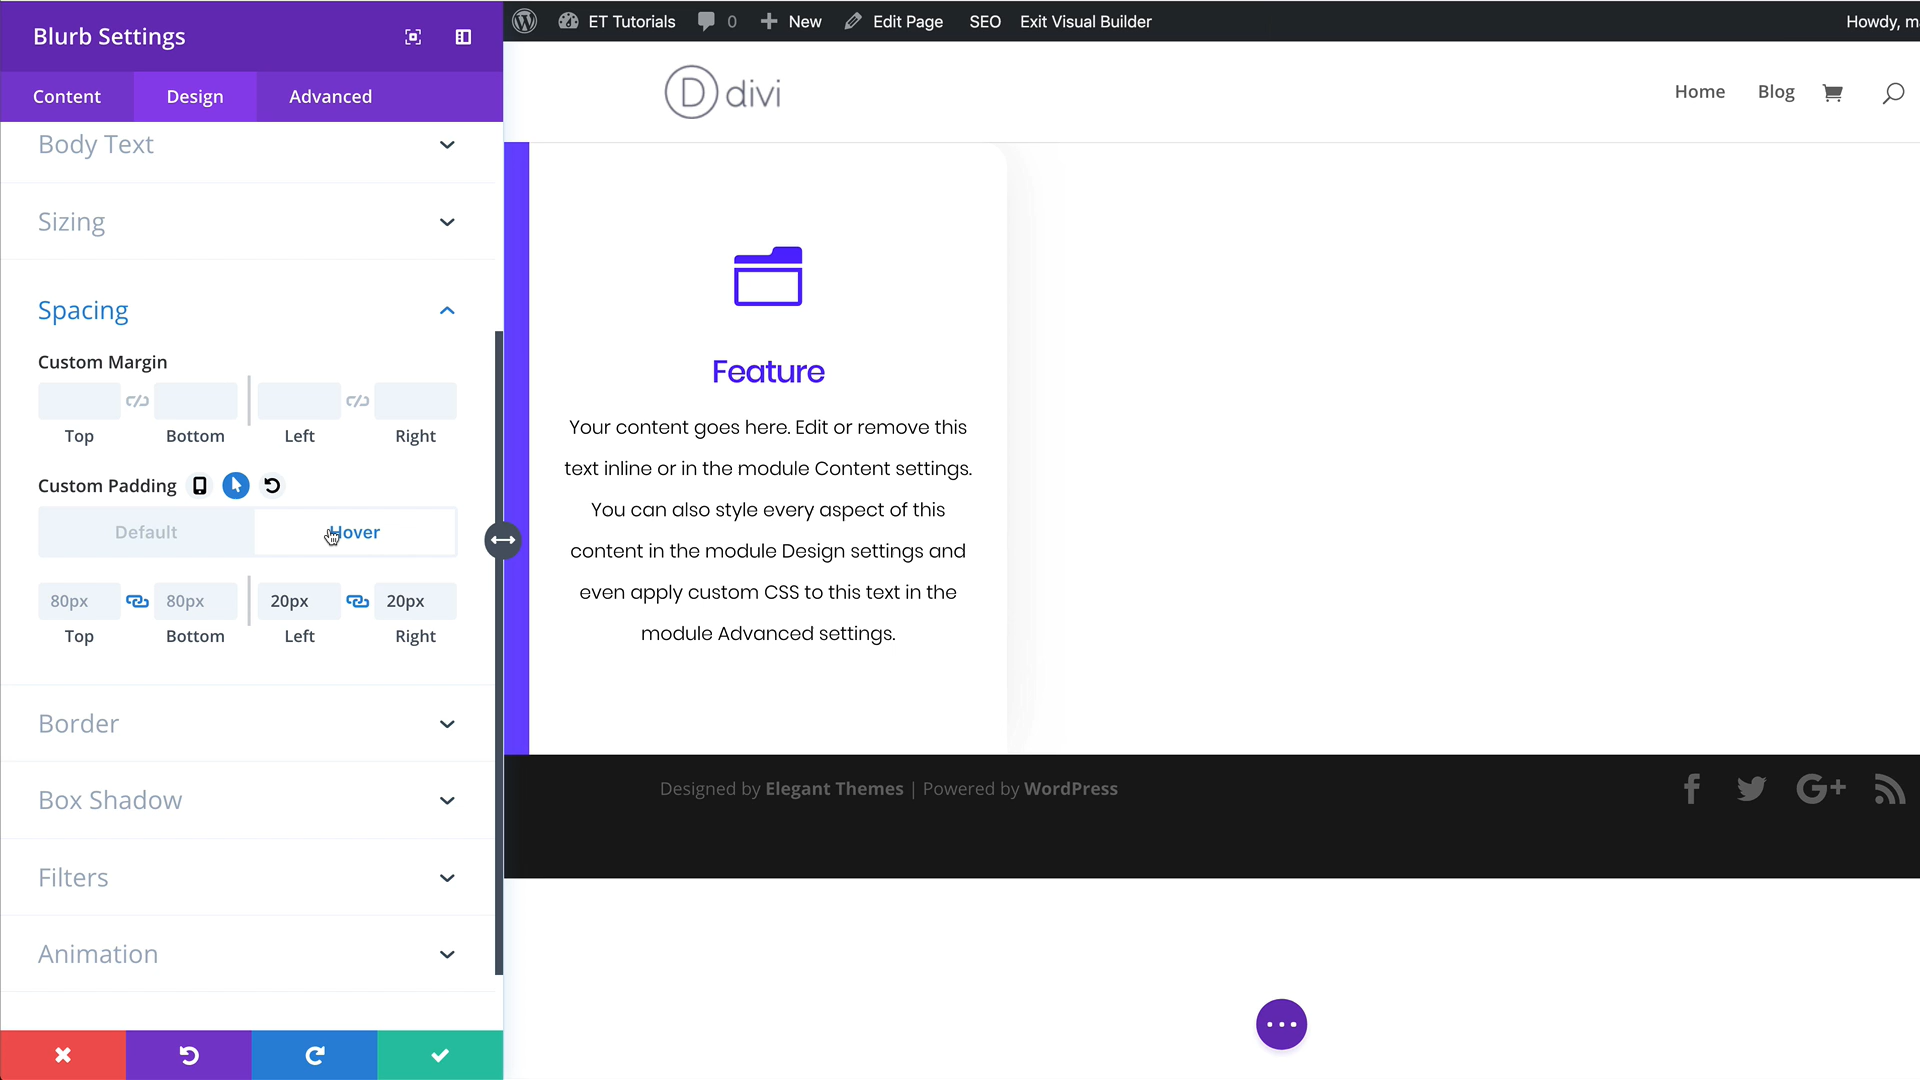 Blurb Settings
Content
Design
Advanced
Body Text
Sizing
Spacing
Custom Margin
Top
Bottom
Left
Right
Custom Padding
Default
Hover
80px
80px
20px
20px
Top
Bottom
Left
Right
Border
Box Shadow
Filters
Animation
ET Tutorials
0
New
Edit Page
SEO
Exit Visual Builder
Howdy, m
D divi
Home
Blog
Feature
Your content goes here. Edit or remove this
text inline or in the module Content settings.
You can also style every aspect of this
content in the module Design settings and
even apply custom CSS to this text in the
module Advanced settings.
Designed by Elegant Themes | Powered by WordPress
G+